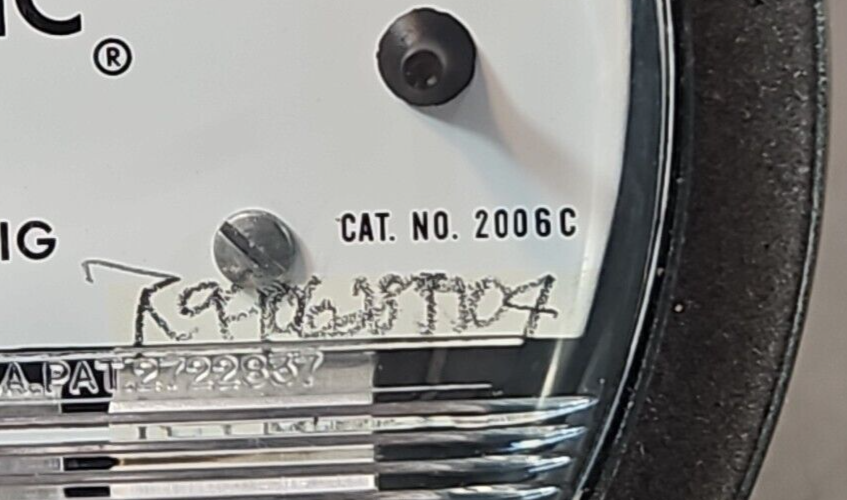 IC®
IG
CAT. NO. 2006C
A.PAT.2722837